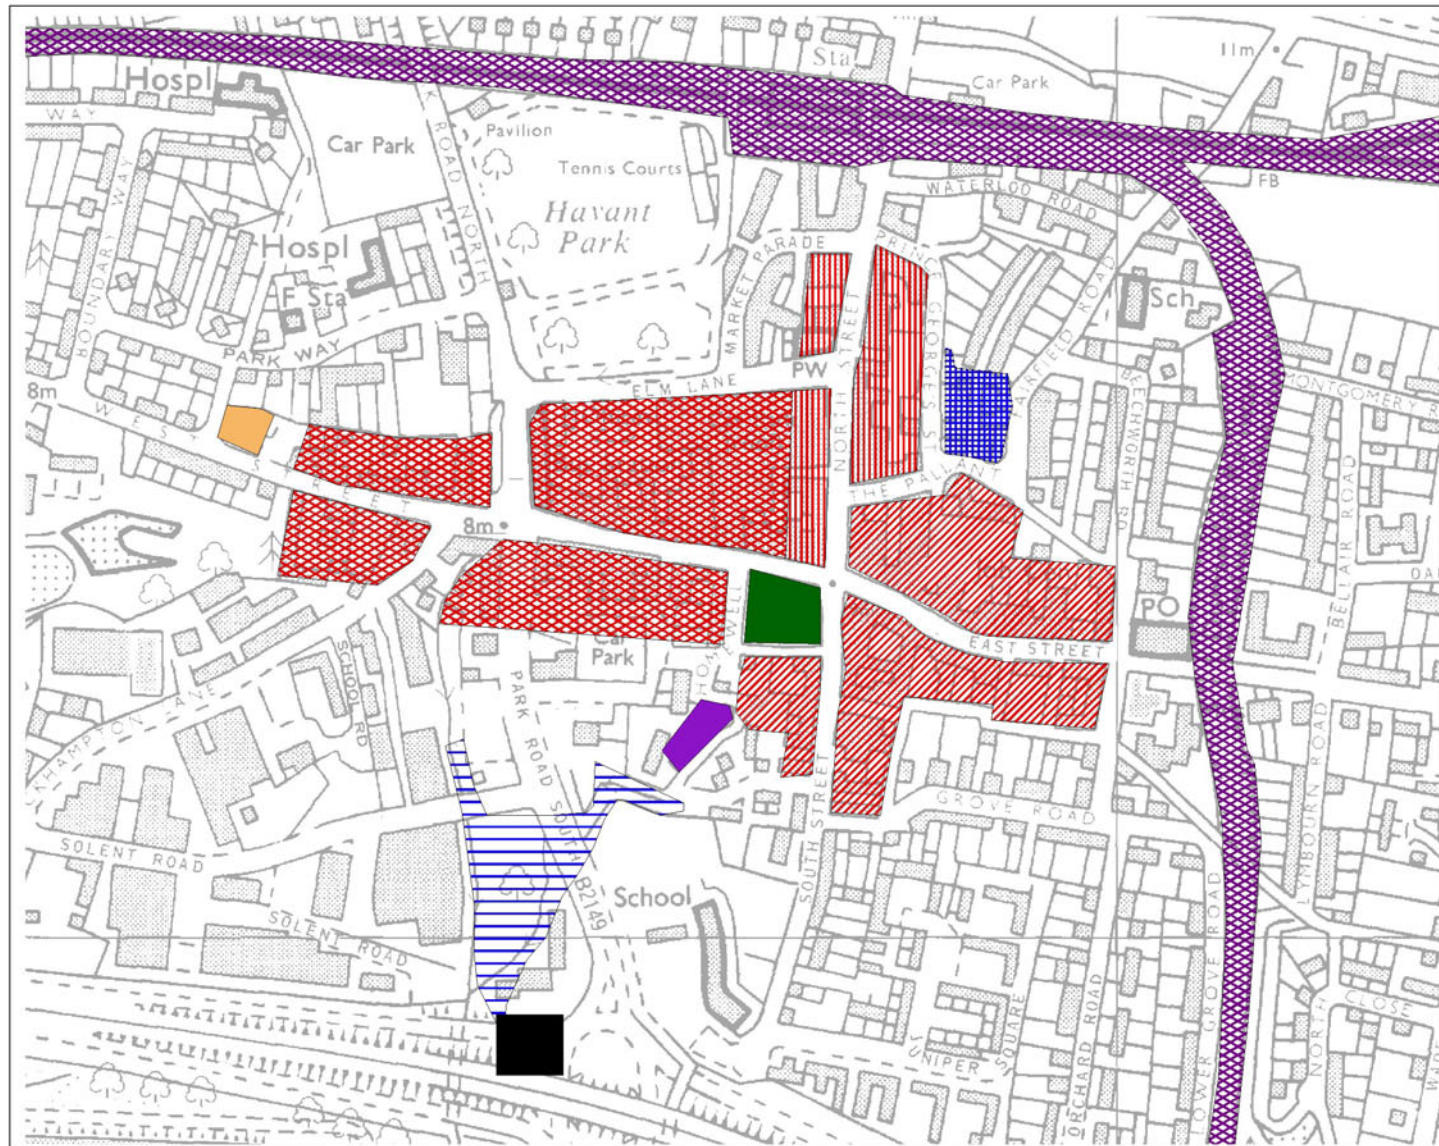 Sta
11m
Car Park
Hospl
WAY
Car Park
Pavilion
Tennis Courts
Havant
Park
K ROAD NORTH
WATERLOO ROAD
FB
BOUNDARY WAY
Hospl
F Sta
MARKET PARADE
PRINCE GEORGES ST
Sch
PARK WAY
PW
NORTH STREET
FAIRFIELD ROAD
ELM LANE
BEECHWORTH RD
MONTGOMERY R
8m
WEST STREET
THE PALLANT
8m
BELLAIR ROAD
PO
EAST STREET
HOMEWELL
Car
Park
SCHOOL RD
PARK ROAD SOUTH
B2149
SOUTH STREET
GROVE ROAD
LYMBOURN ROAD
SOLENT ROAD
School
SOLENT ROAD
LOWER GROVE ROAD
JUNIPER SQUARE
ORCHARD ROAD
NORTH CLOSE